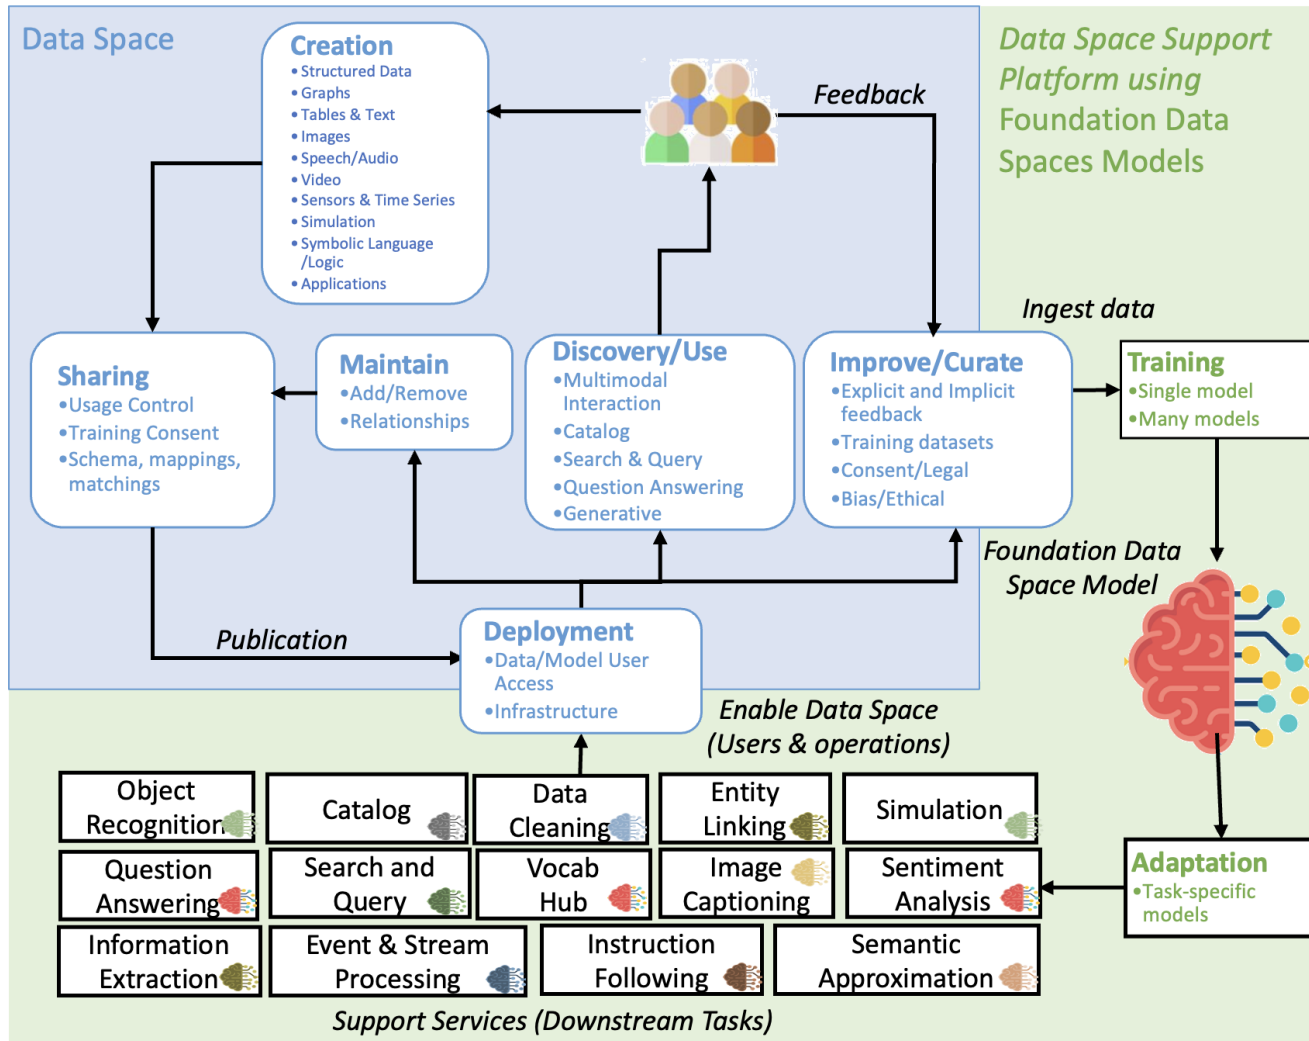 Data Space
Creation
•Structured Data
•Graphs
•Tables & Text
•Images
•Speech/Audio
•Video
•Sensors & Time Series
•Simulation
•Symbolic Language
/Logic
•Applications
Feedback
Data Space Support
Platform using
Foundation Data
Spaces Models
Sharing
•Usage Control
•Training Consent
•Schema, mappings,
matchings
Maintain
•Add/Remove
•Relationships
Discovery/Use
•Multimodal
Interaction
•Catalog
•Search & Query
•Question Answering
•Generative
Improve/Curate
•Explicit and Implicit
feedback
•Training datasets
•Consent/Legal
•Bias/Ethical
Ingest data
Training
•Single model
•Many models
Foundation Data
Space Model
Publication
Deployment
•Data/Model User
Access
•Infrastructure
Enable Data Space
(Users & operations)
Adaptation
•Task-specific
models
Object
Recognition
Catalog
Data
Cleaning
Entity
Linking
Simulation
Question
Answering
Search and
Query
Vocab
Hub
Image
Captioning
Sentiment
Analysis
Information
Extraction
Event & Stream
Processing
Instruction
Following
Semantic
Approximation
Support Services (Downstream Tasks)